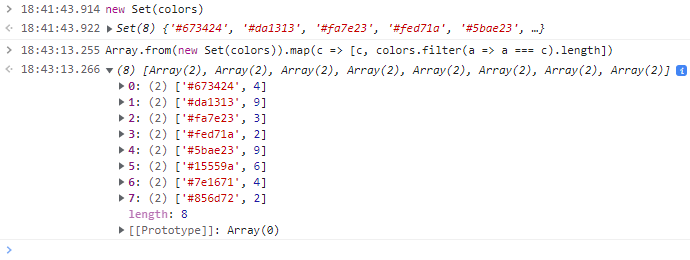 18:41:43.914 new Set(colors)
18:41:43.922 Set(8) {'#673424', '#da1313', '#fa7e23', '#fed71a', '#5bae23', …}
18:43:13.255 Array.from(new Set(colors)).map(c => [c, colors.filter(a => a === c).length])
18:43:13.266 (8) [Array(2), Array(2), Array(2), Array(2), Array(2), Array(2), Array(2), Array(2)] i
0: (2) ['#673424', 4]
1: (2) ['#da1313', 9]
2: (2) ['#fa7e23', 3]
3: (2) ['#fed71a', 2]
4: (2) ['#5bae23', 9]
5: (2) ['#15559a', 6]
6: (2) ['#7e1671', 4]
7: (2) ['#856d72', 2]
length: 8
[[Prototype]]: Array(0)